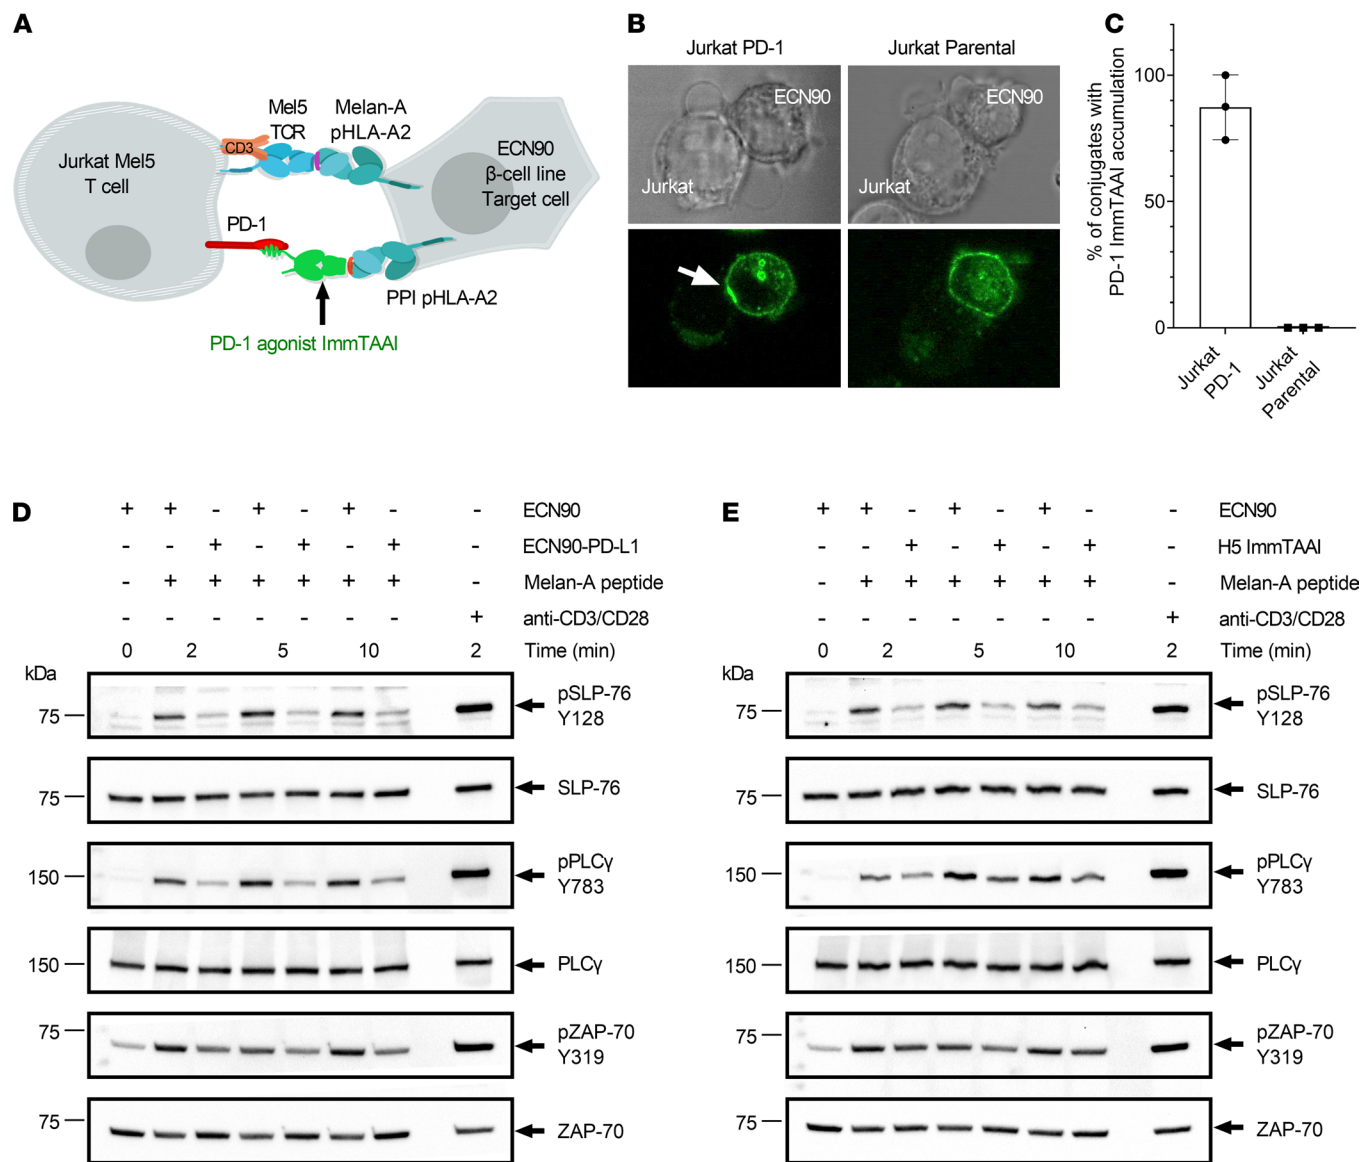 A
Jurkat Mel5
T cell
CD3
Mel5
TCR
Melan-A
pHLA-A2
ECN90
β-cell line
Target cell
PD-1
PPI pHLA-A2
PD-1 agonist ImmTAAI
B
Jurkat PD-1
Jurkat Parental
ECN90
Jurkat
ECN90
Jurkat
C
% of conjugates with
PD-1 ImmTAAI accumulation
100
50
0
Jurkat
PD-1
Jurkat
Parental
D
+ + - + - + - - ECN90
- - + - + - + - ECN90-PD-L1
- + + + + + + - Melan-A peptide
- - - - - - - + anti-CD3/CD28
0 2 5 10 2 Time (min)
kDa
75
pSLP-76
Y128
75
SLP-76
150
pPLCγ
Y783
150
PLCγ
75
pZAP-70
Y319
75
ZAP-70
E
+ + - + - + - - ECN90
- - + - + - + - H5 ImmTAAI
- + + + + + + - Melan-A peptide
- - - - - - - + anti-CD3/CD28
0 2 5 10 2 Time (min)
kDa
75
pSLP-76
Y128
75
SLP-76
150
pPLCγ
Y783
150
PLCγ
75
pZAP-70
Y319
75
ZAP-70